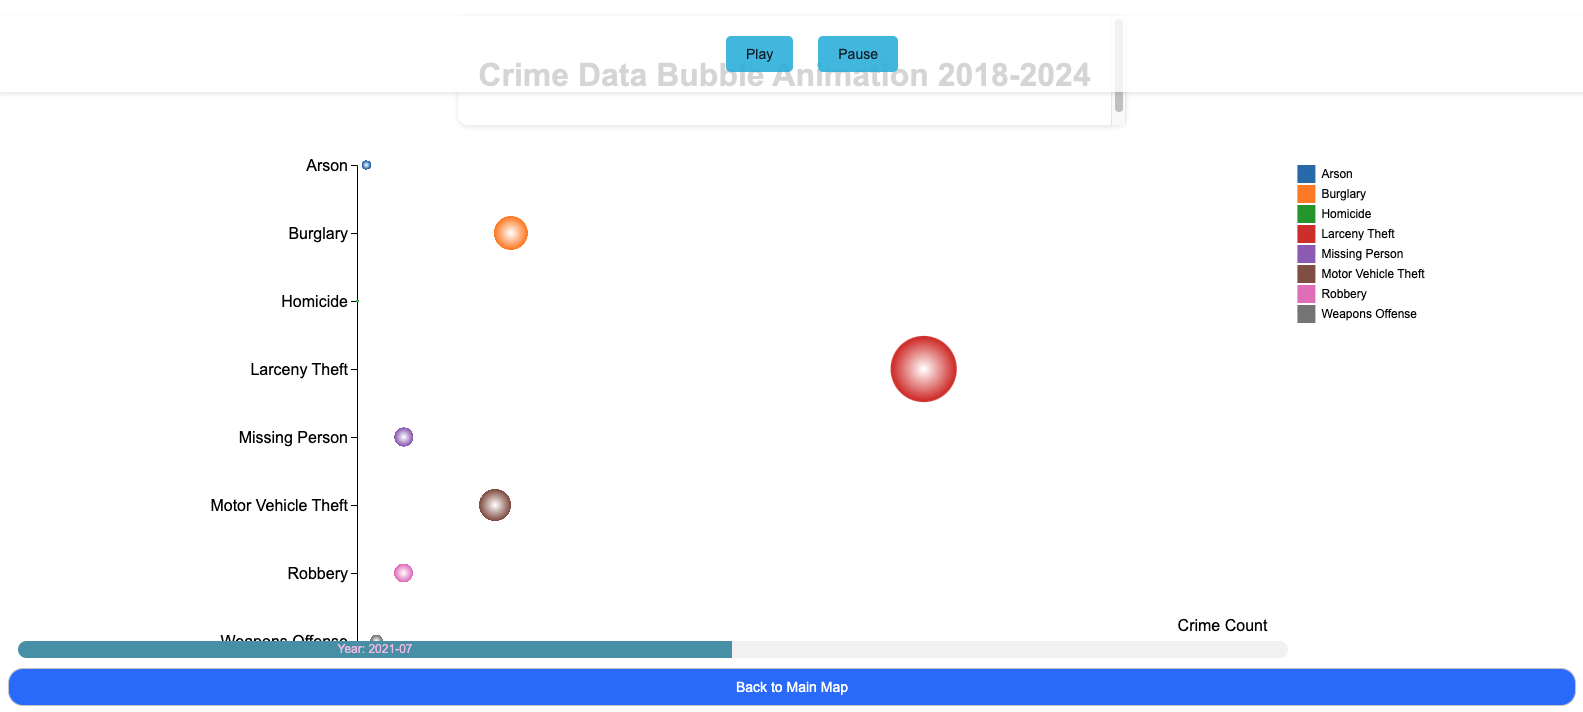 Play
Pause
Crime Data Bubble Animation 2018-2024
Arson
Burglary
Homicide
Larceny Theft
Missing Person
Motor Vehicle Theft
Robbery
Weapons Offense
Arson
Burglary
Homicide
Larceny Theft
Missing Person
Motor Vehicle Theft
Robbery
Weapons Offense
Crime Count
Year: 2021-07
Back to Main Map